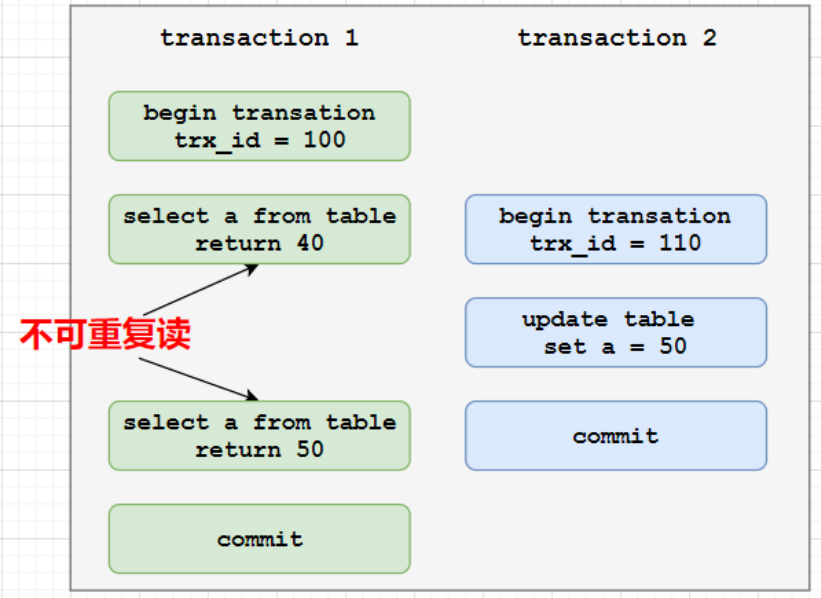 transaction 1
transaction 2
begin transation
trx_id = 100
select a from table
return 40
begin transation
trx_id = 110
不可重复读
update table
set a = 50
select a from table
return 50
commit
commit